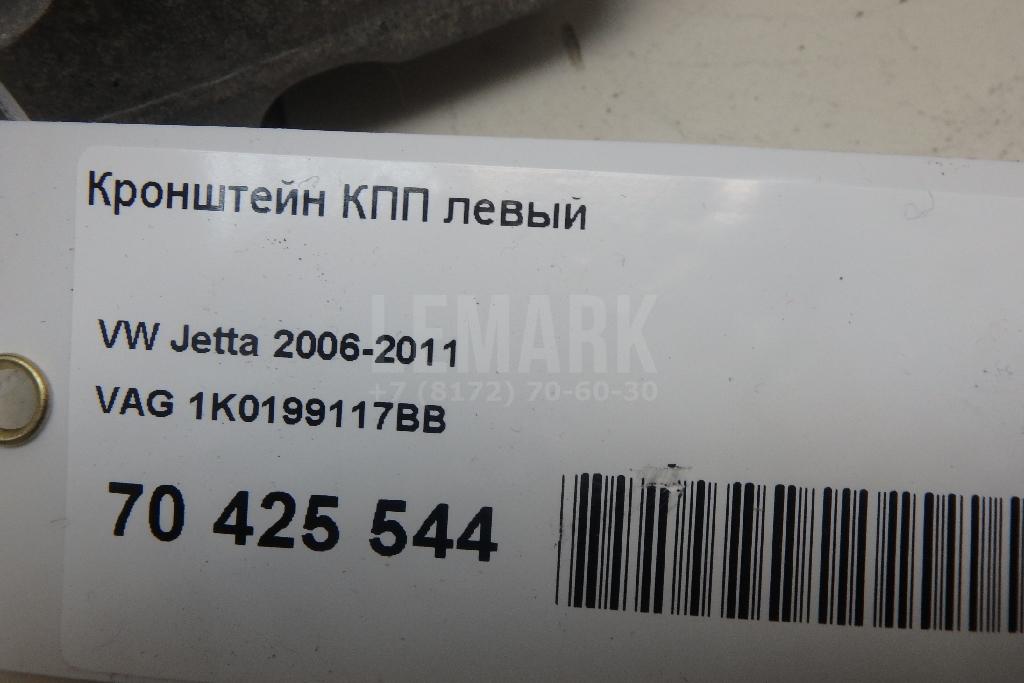 Кронштейн КПП левый
LEMARK
+7 (8172) 70-60-30
VW Jetta 2006-2011
VAG 1K0199117BB
70 425 544